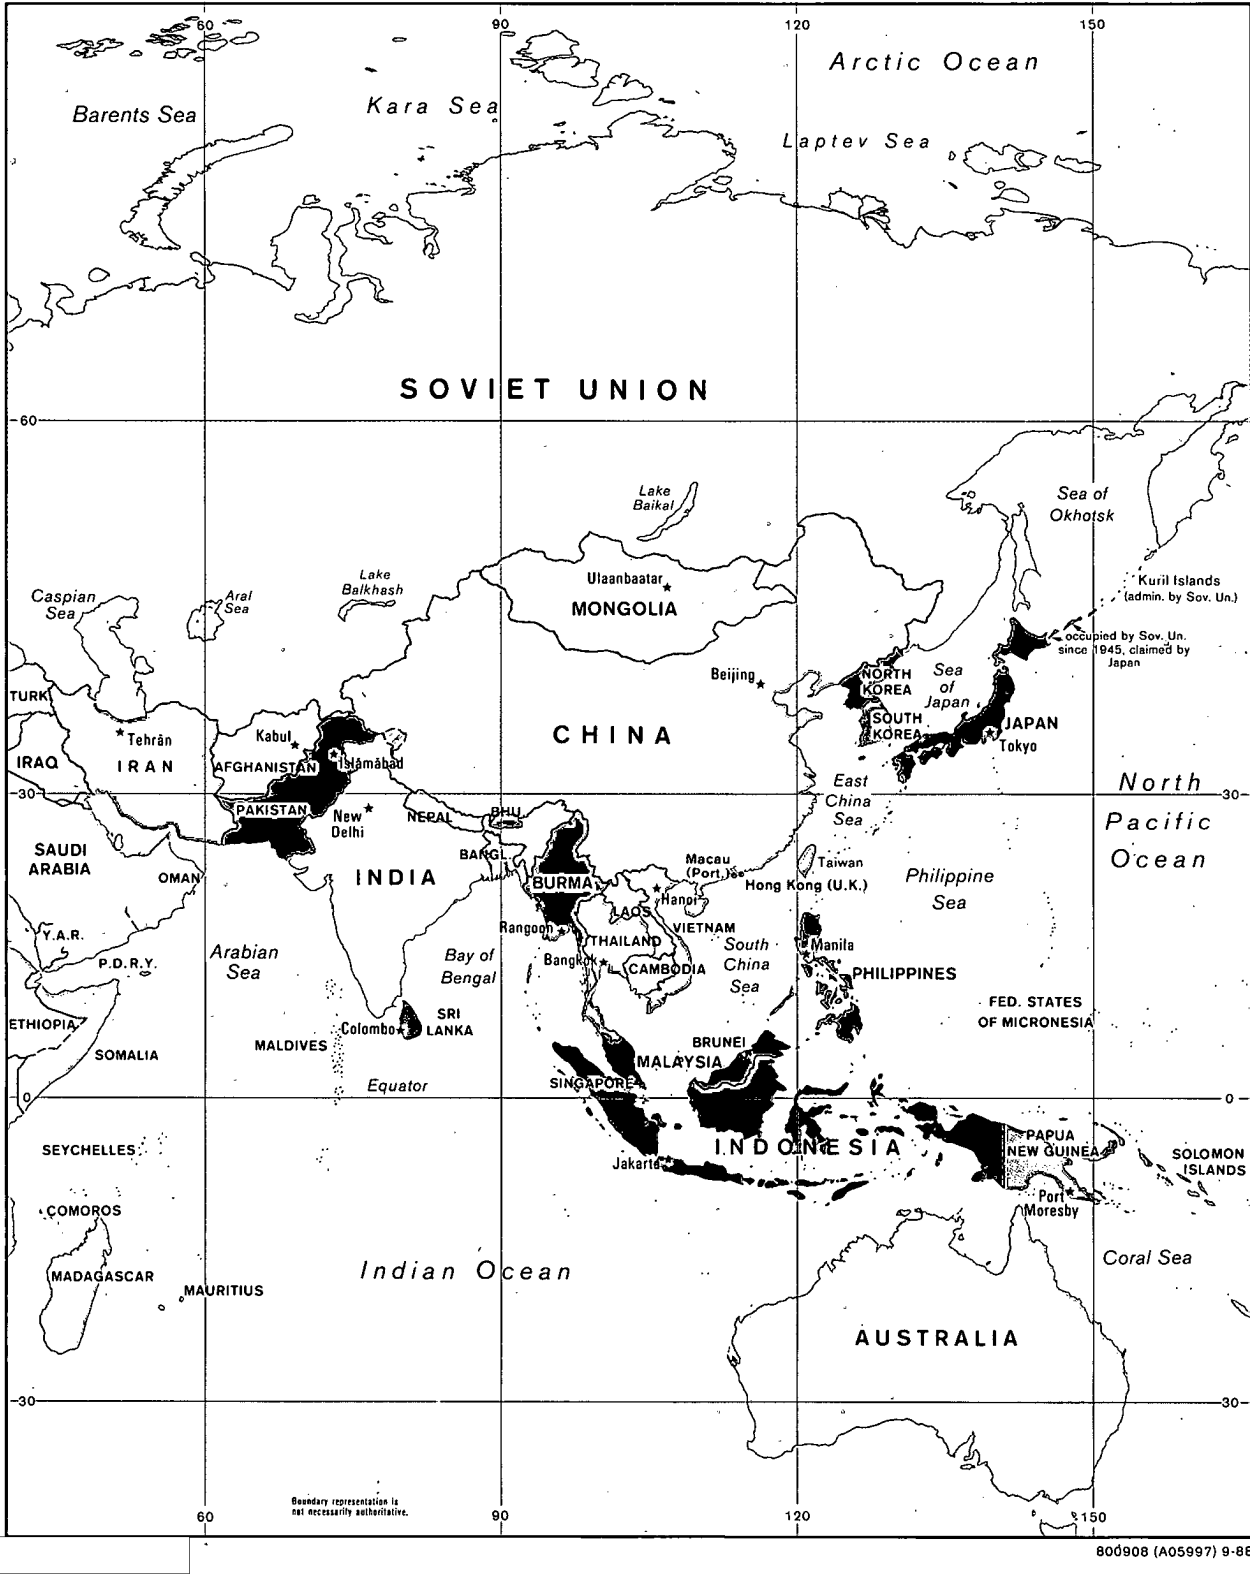 60
90
120
150
Arctic Ocean
Barents Sea
Kara Sea
Laptev Sea
SOVIET UNION
60
Lake
Baikal
Sea of
Okhotsk
Ulaanbaatar
MONGOLIA
Lake
Balkhash
Aral
Sea
Caspian
Sea
Kuril Islands
(admin. by Sov. Un.)
occupied by Sov. Un.
since 1945, claimed by
Japan
Beijing
NORTH
KOREA
Sea
of
Japan
SOUTH
KOREA
JAPAN
Tokyo
TURK
Tehrān
IRAQ
IRAN
Kabul
AFGHANISTAN
Islāmābad
CHINA
East
China
Sea
North
Pacific
Ocean
30
30
PAKISTAN
New
Delhi
NEPAL
BHU
SAUDI
ARABIA
OMAN
INDIA
BANGL
BURMA
Macau
(Port.)
Hong Kong (U.K.)
Taiwan
Philippine
Sea
Hanoi
LAOS
VIETNAM
Rangoon
THAILAND
Bangkok
CAMBODIA
South
China
Sea
Manila
PHILIPPINES
Y.A.R.
P.D.R.Y.
Arabian
Sea
Bay of
Bengal
ETHIOPIA
SOMALIA
MALDIVES
Colombo
SRI
LANKA
FED. STATES
OF MICRONESIA
BRUNEI
MALAYSIA
SINGAPORE
Equator
0
0
SEYCHELLES
INDONESIA
Jakarta
PAPUA
NEW GUINEA
SOLOMON
ISLANDS
Port
Moresby
COMOROS
MADAGASCAR
MAURITIUS
Indian Ocean
Coral Sea
AUSTRALIA
30
30
Boundary representation is
not necessarily authoritative.
60
90
120
150
800908 (A05997) 9-88